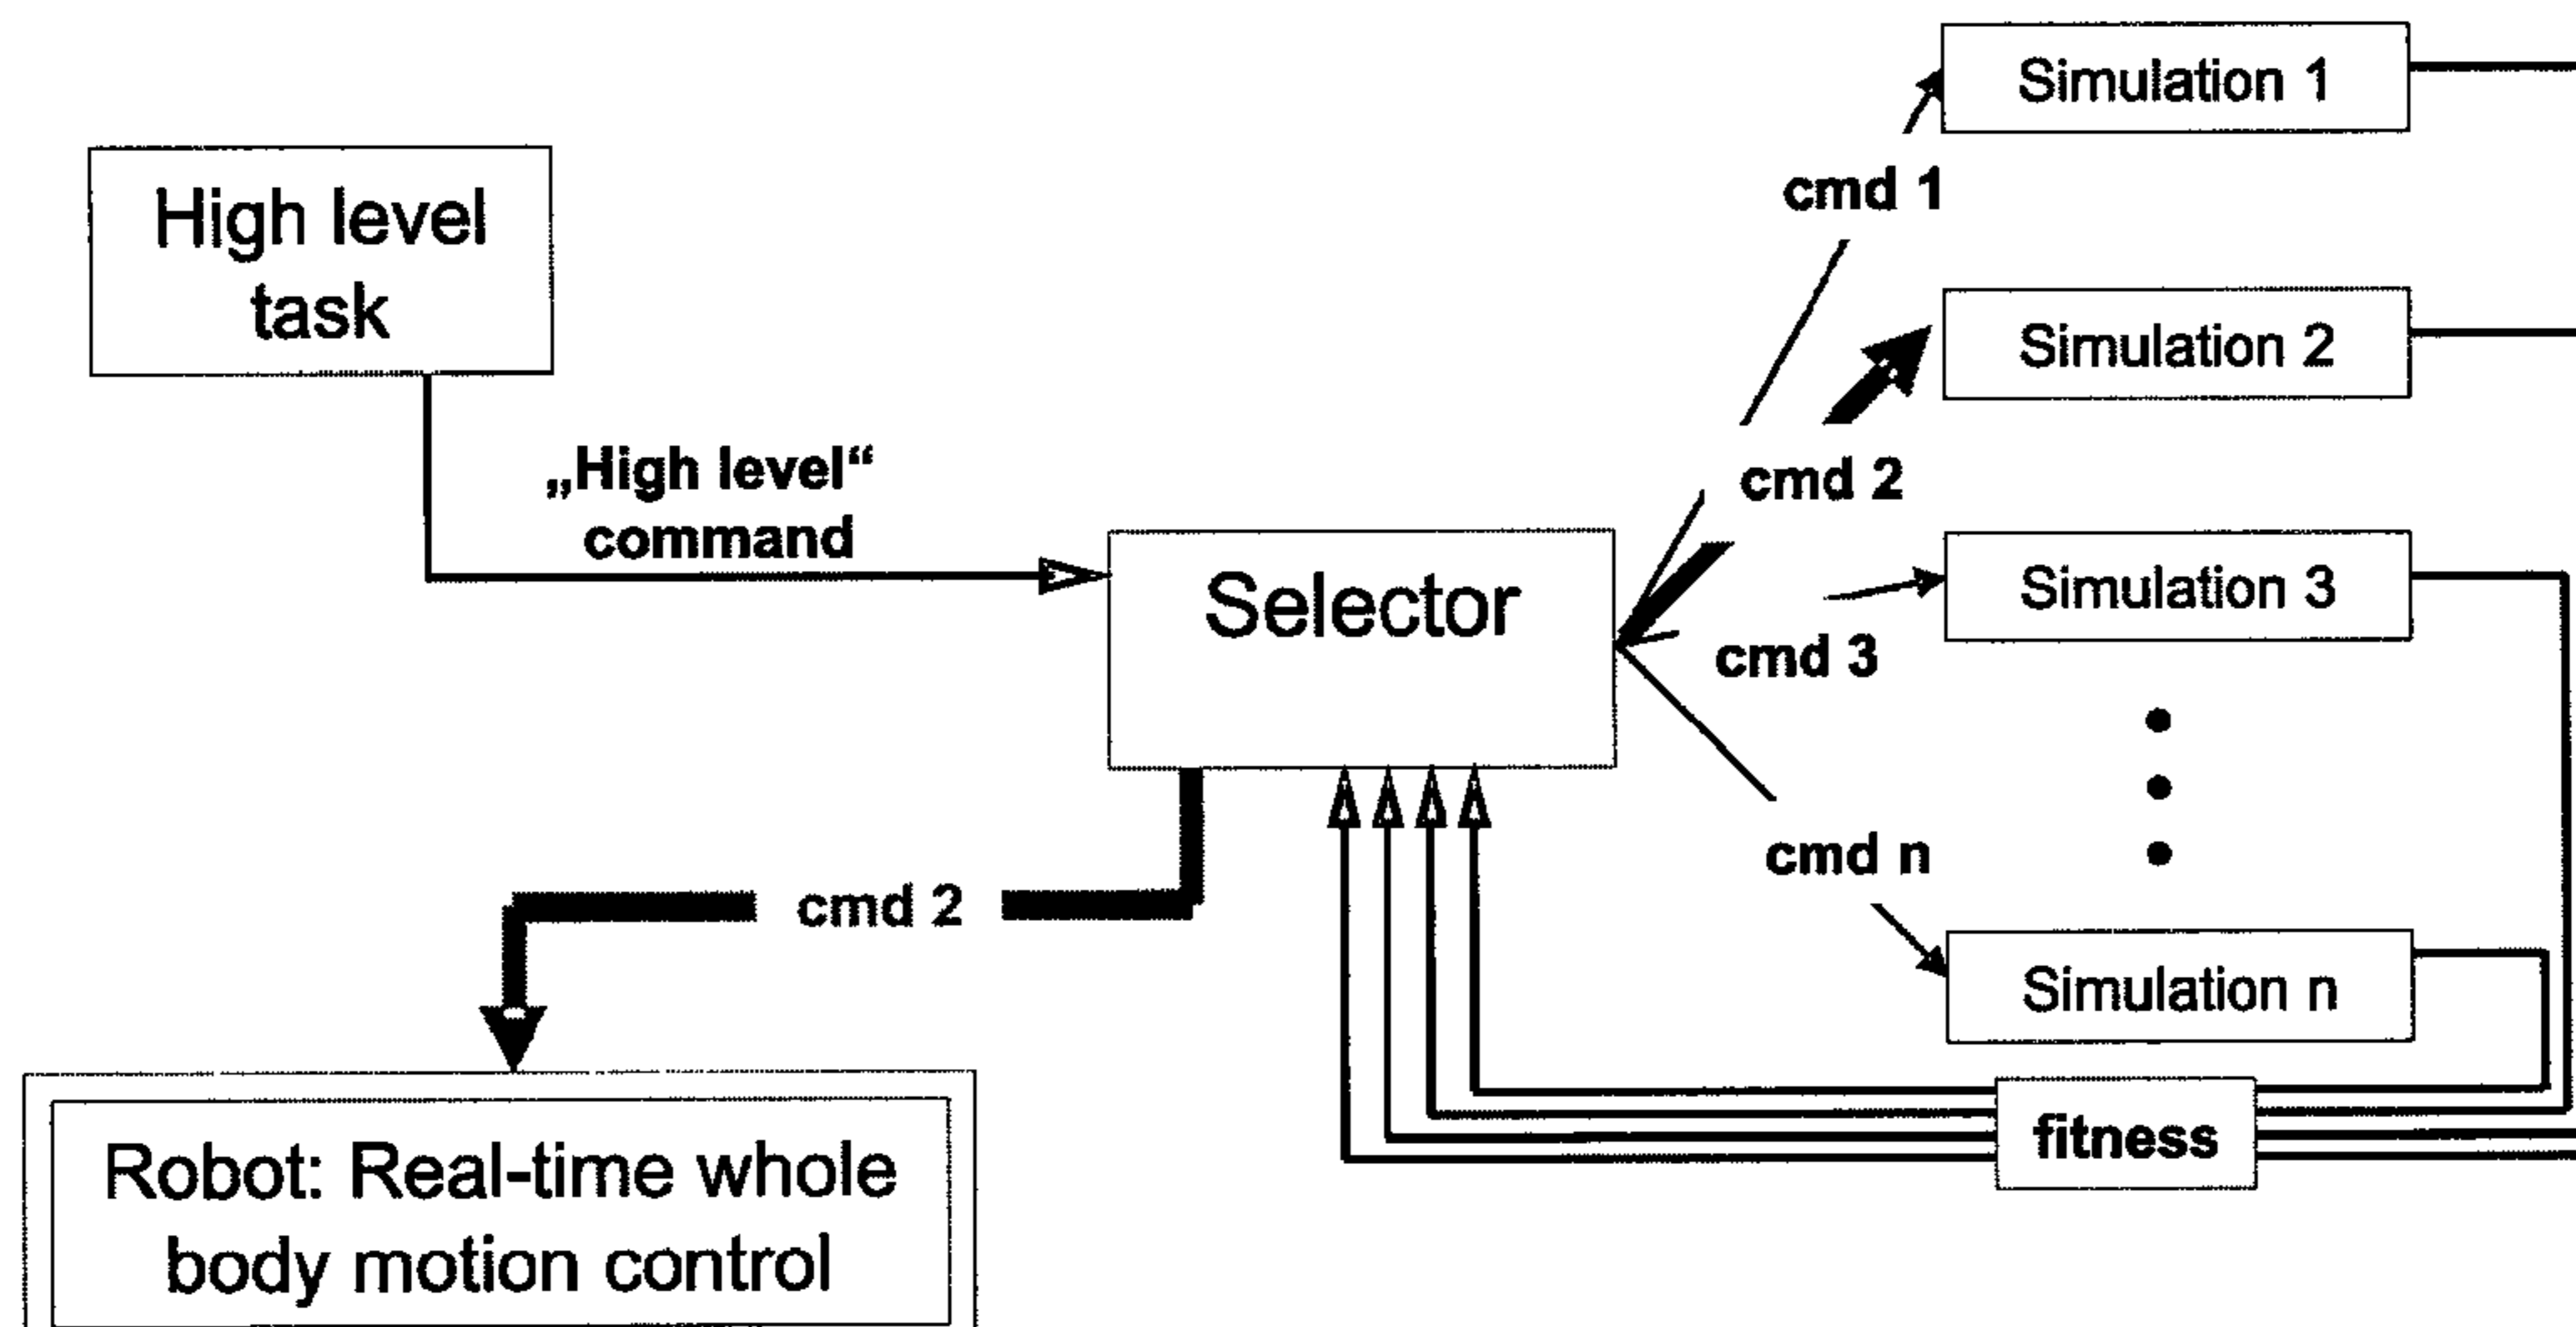 High level
task
„High level“
command
Selector
cmd 1
cmd 2
cmd 3
cmd n
Simulation 1
Simulation 2
Simulation 3
Simulation n
fitness
cmd 2
Robot: Real-time whole
body motion control